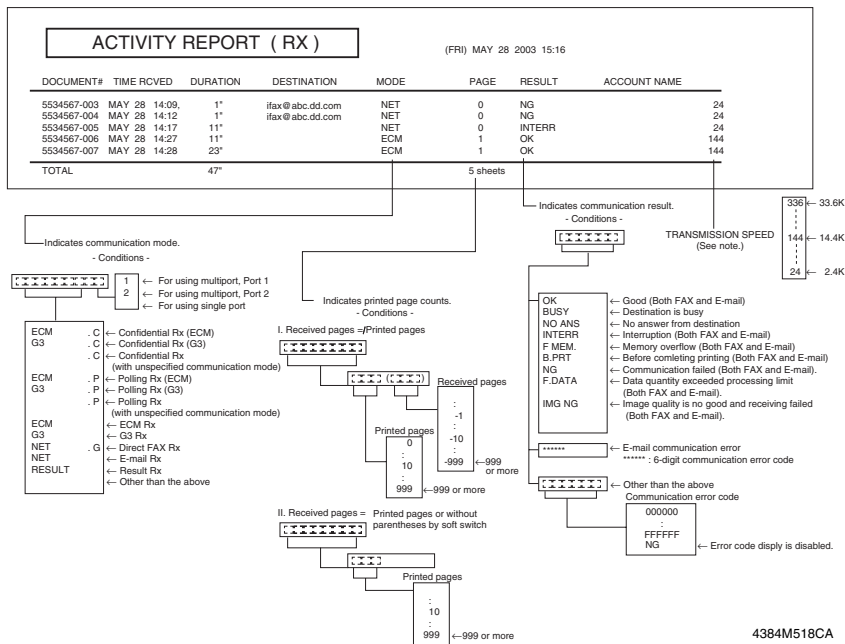 ACTIVITY REPORT ( RX )
(FRI) MAY 28 2003 15:16
DOCUMENT# TIME RCVED DURATION DESTINATION MODE PAGE RESULT ACCOUNT NAME
5534567-003 MAY 28 14:09, 1" ifax@abc.dd.com NET 0 NG 24
5534567-004 MAY 28 14:12 1" ifax@abc.dd.com NET 0 NG 24
5534567-005 MAY 28 14:17 11" NET 0 INTERR 24
5534567-006 MAY 28 14:27 11" ECM 1 OK 144
5534567-007 MAY 28 14:28 23" ECM 1 OK 144
TOTAL 47" 5 sheets
Indicates communication mode.
- Conditions -
1 ← For using multiport, Port 1
2 ← For using multiport, Port 2
← For using single port
ECM . C ← Confidential Rx (ECM)
G3 . C ← Confidential Rx (G3)
. C ← Confidential Rx
(with unspecified communication mode)
ECM . P ← Polling Rx (ECM)
G3 . P ← Polling Rx (G3)
. P ← Polling Rx
(with unspecified communication mode)
ECM ← ECM Rx
G3 ← G3 Rx
NET . G ← Direct FAX Rx
NET ← E-mail Rx
RESULT ← Result Rx
← Other than the above
Indicates printed page counts.
- Conditions -
I. Received pages =/Printed pages
( )
Received pages
:
-1
:
-10
:
-999 ←999 or more
Printed pages
0
:
10
:
999 ←999 or more
II. Received pages = Printed pages or without
parentheses by soft switch
Printed pages
:
10
:
999 ←999 or more
Indicates communication result.
- Conditions -
OK ← Good (Both FAX and E-mail)
BUSY ← Destination is busy
NO ANS ← No answer from destination
INTERR ← Interruption (Both FAX and E-mail)
F MEM. ← Memory overflow (Both FAX and E-mail)
B.PRT ← Before comleting printing (Both FAX and E-mail)
NG ← Communication failed (Both FAX and E-mail).
F.DATA ← Data quantity exceeded processing limit
(Both FAX and E-mail).
IMG NG ← Image quality is no good and receiving failed
(Both FAX and E-mail).
****** ← E-mail communication error
****** : 6-digit communication error code
← Other than the above
Communication error code
000000
:
FFFFFF
NG ← Error code disply is disabled.
TRANSMISSION SPEED
(See note.)
336 ← 33.6K
144 ← 14.4K
24 ← 2.4K
4384M518CA